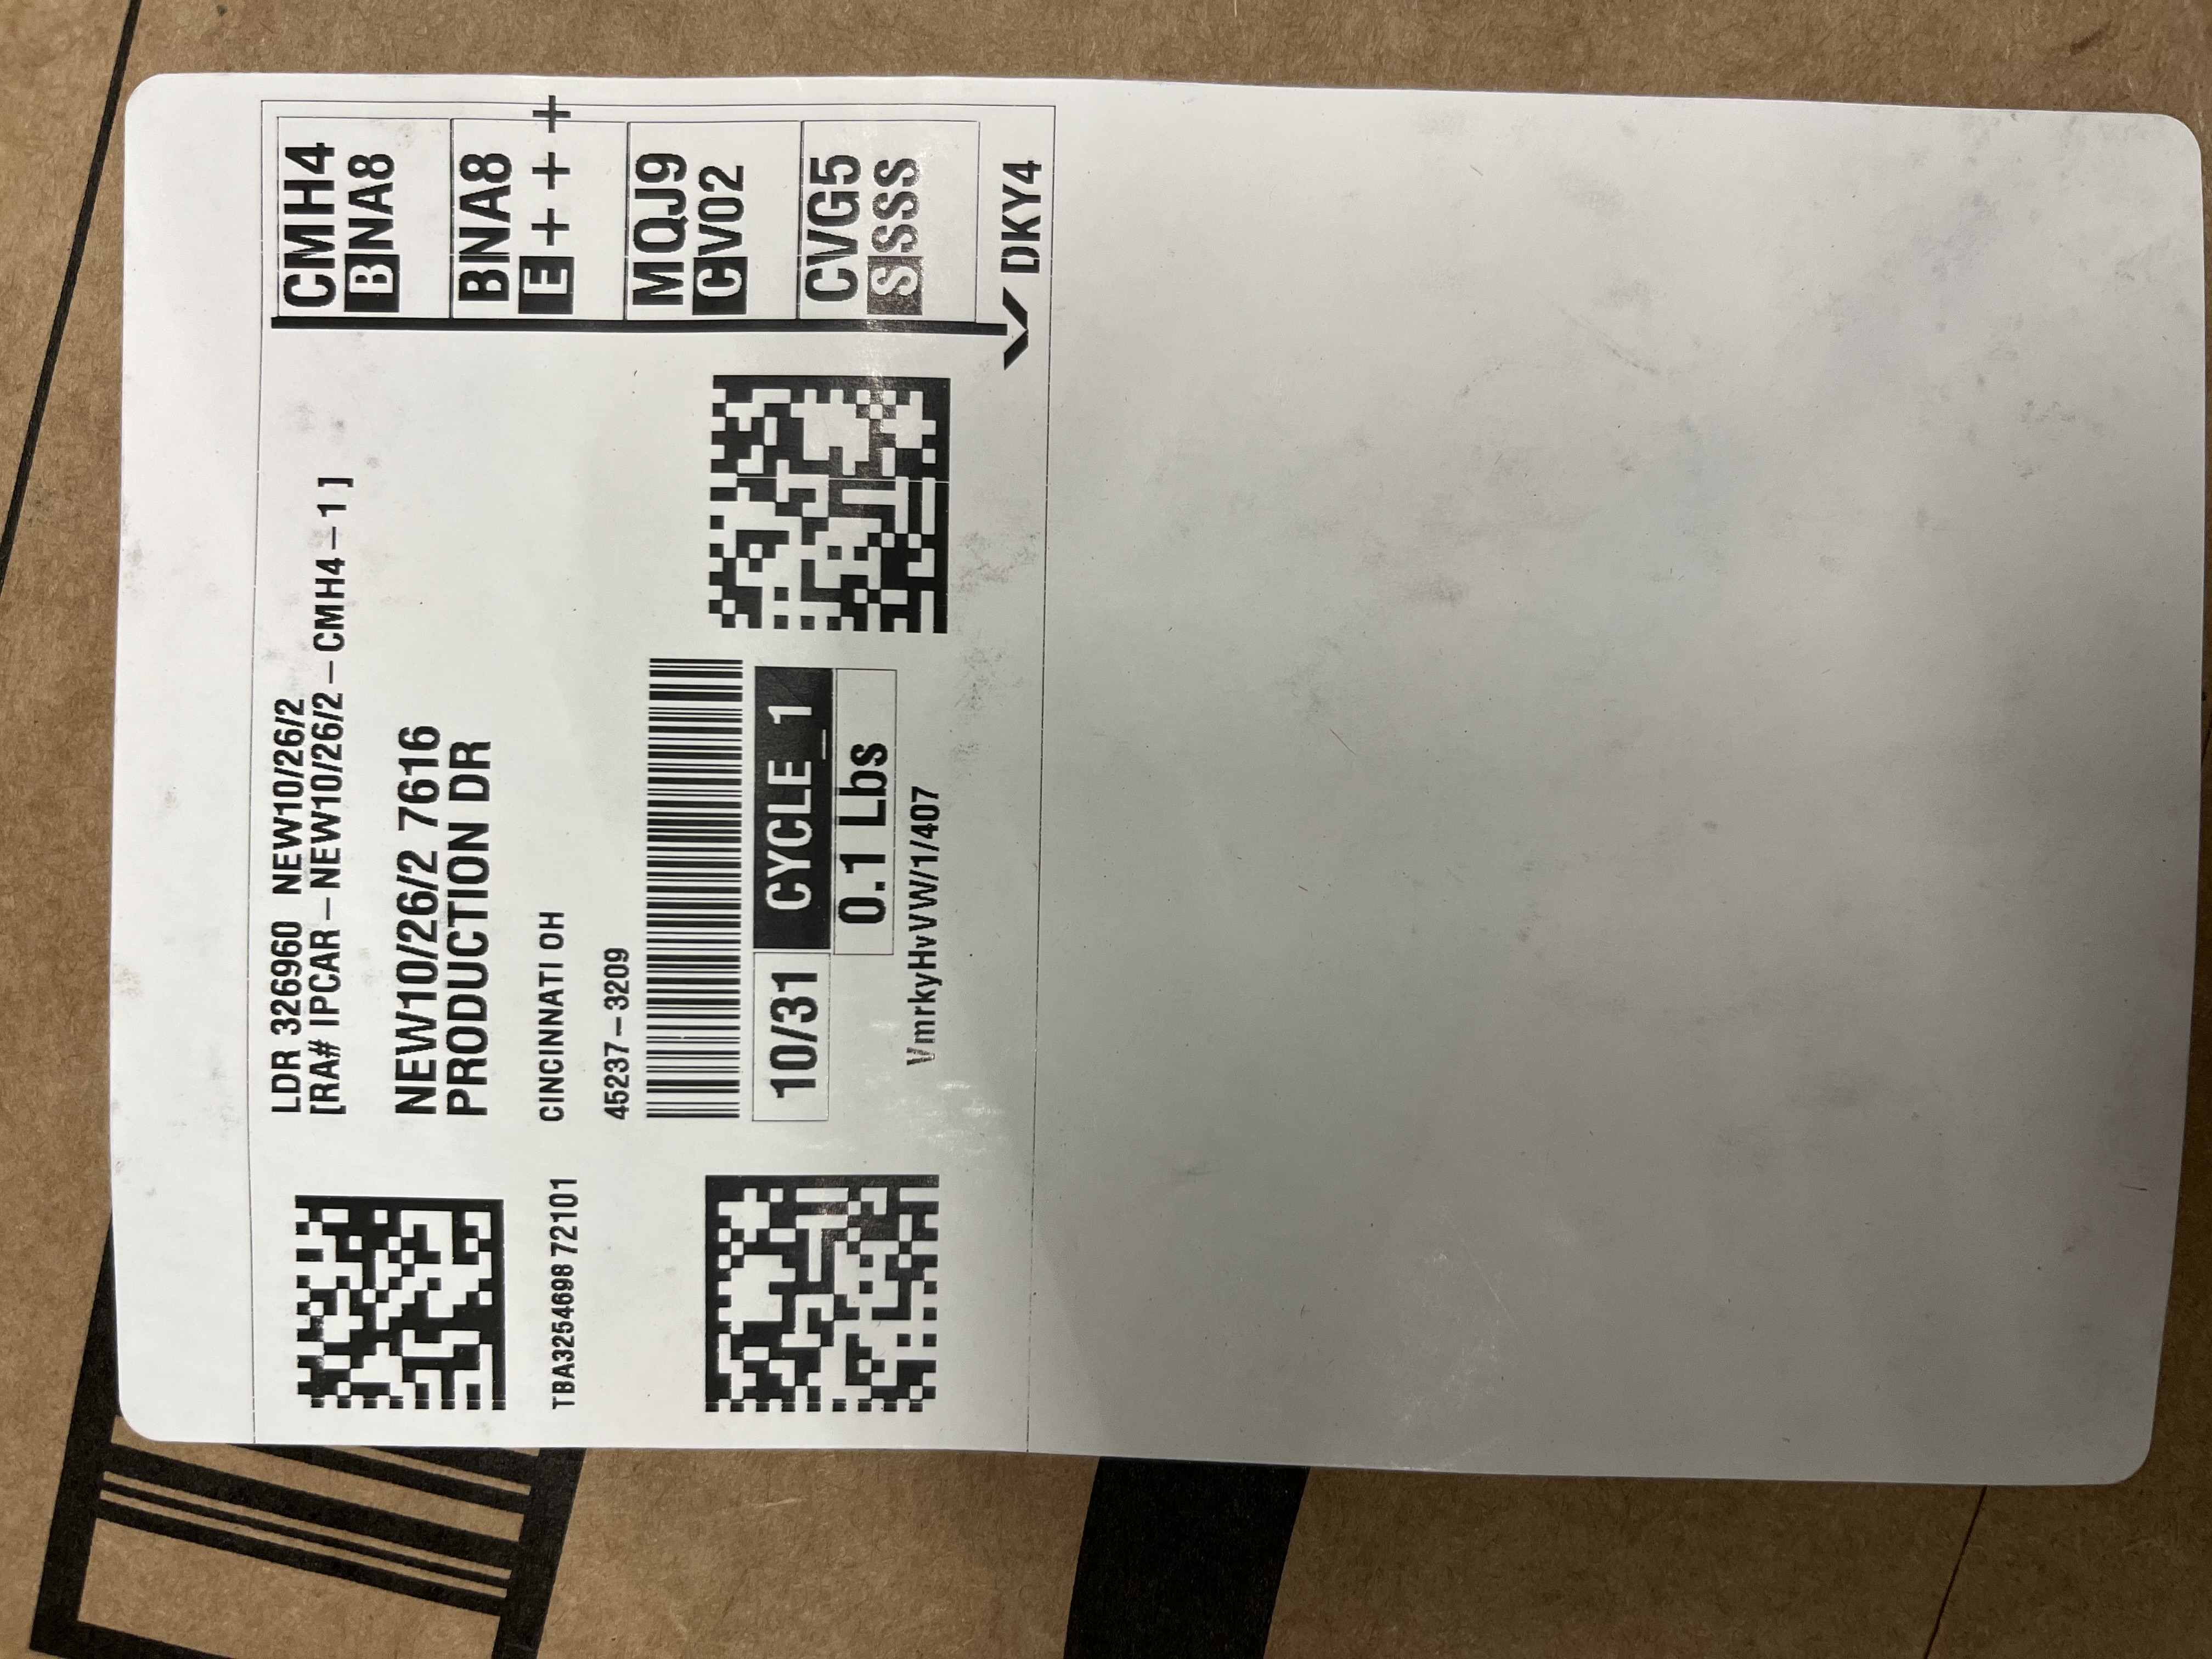 LDR 326960 NEW10/26/2
[RA# IPCAR-NEW10/26/2-CMH4-1]
NEW10/26/2 7616
PRODUCTION DR
CINCINNATI OH
45237-3209
TBA325469872101
10/31
CYCLE_1
0.1 Lbs
VmrkyHvVW/1/407
CMH4
BNA8
BNA8
E+++
MQJ9
CV02
CVG5
SSSS
DKY4